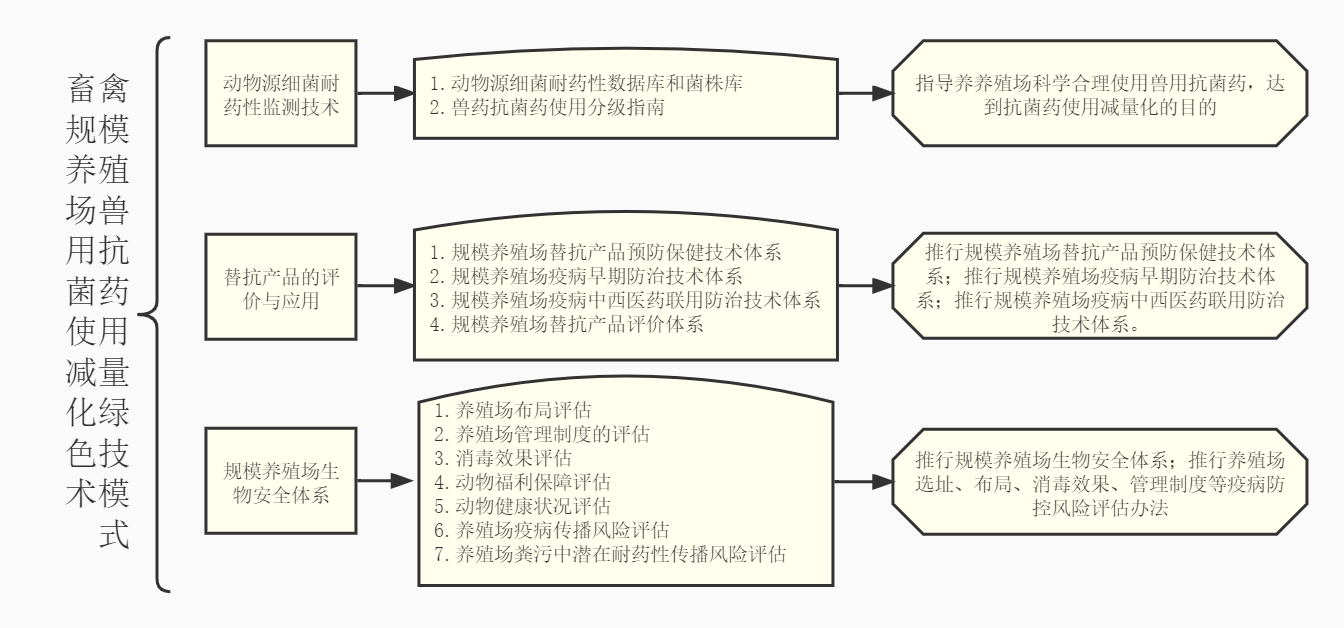 畜禽
规模
养殖
场兽
用抗
菌药
使用
减量
化绿
色技
术模
式
动物源细菌耐
药性监测技术
1. 动物源细菌耐药性数据库和菌株库
2. 兽药抗菌药使用分级指南
指导养养殖场科学合理使用兽用抗菌药，达
到抗菌药使用减量化的目的
替抗产品的评
价与应用
1. 规模养殖场替抗产品预防保健技术体系
2. 规模养殖场疫病早期防治技术体系
3. 规模养殖场疫病中西医药联用防治技术体系
4. 规模养殖场替抗产品评价体系
推行规模养殖场替抗产品预防保健技术体
系；推行规模养殖场疫病早期防治技术体
系；推行规模养殖场疫病中西医药联用防治
技术体系。
规模养殖场生
物安全体系
1. 养殖场布局评估
2. 养殖场管理制度的评估
3. 消毒效果评估
4. 动物福利保障评估
5. 动物健康状况评估
6. 养殖场疫病传播风险评估
7. 养殖场粪污中潜在耐药性传播风险评估
推行规模养殖场生物安全体系；推行养殖场
选址、布局、消毒效果、管理制度等疫病防
控风险评估办法